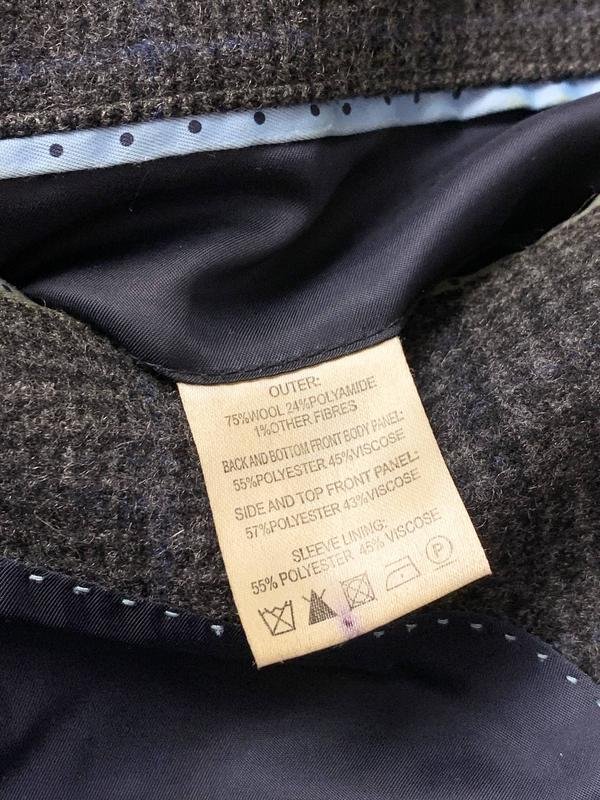 OUTER:
75%WOOL 24%POLYAMIDE
1%OTHER FIBRES
BACK AND BOTTOM FRONT BODY PANEL:
55%POLYESTER 45%VISCOSE
SIDE AND TOP FRONT PANEL:
57%POLYESTER 43%VISCOSE
SLEEVE LINING:
55% POLYESTER 45% VISCOSE
P